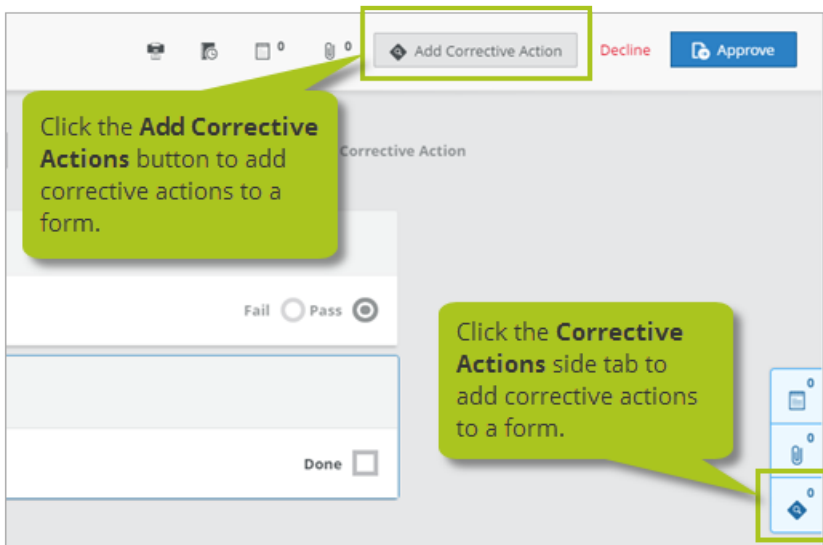 0 0 Add Corrective Action Decline Approve
Click the Add Corrective
Actions button to add
corrective actions to a
form.
Corrective Action
Fail Pass
Click the Corrective
Actions side tab to
add corrective actions
to a form.
0
0
Done
0